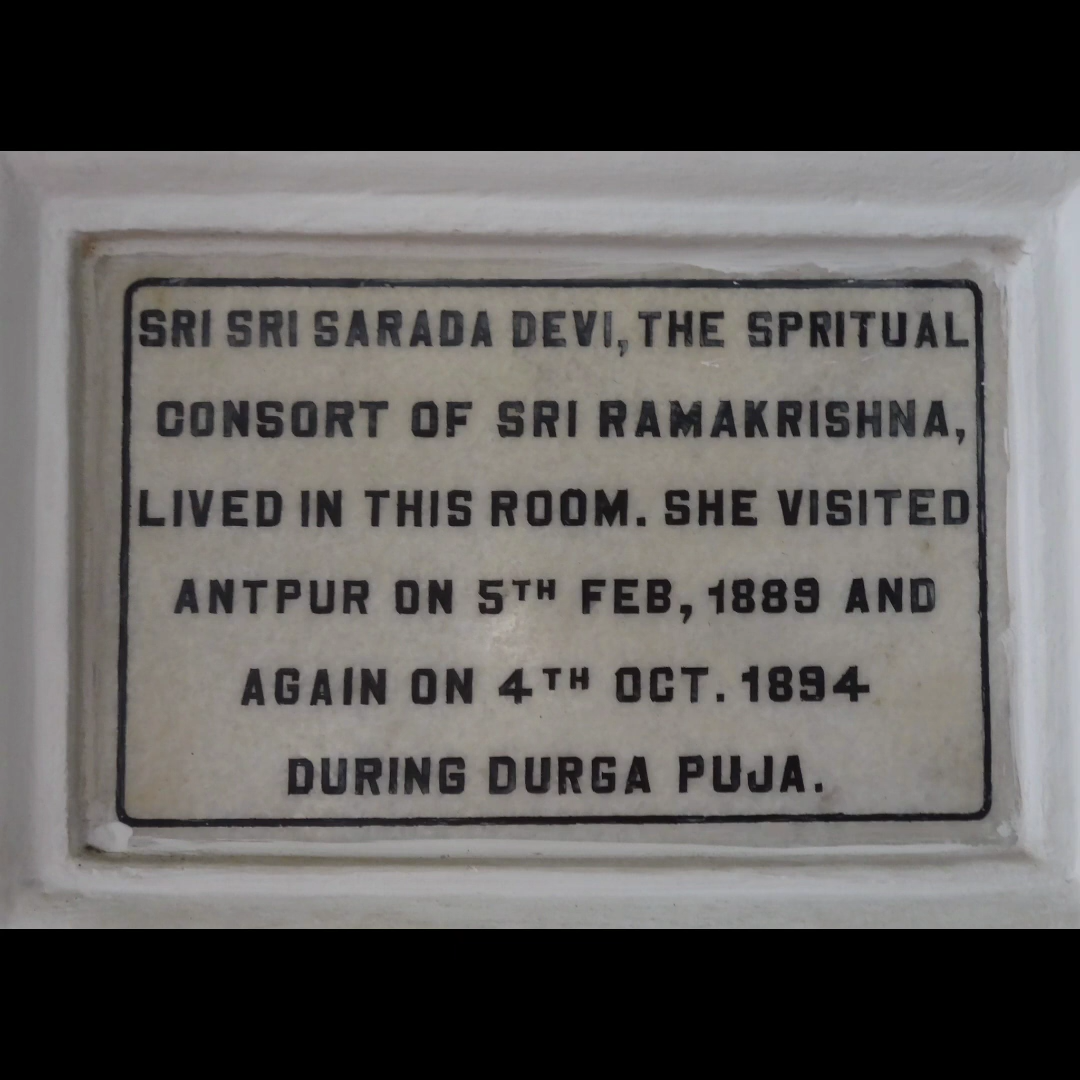 SRI SRI SARADA DEVI, THE SPRITUAL
CONSORT OF SRI RAMAKRISHNA,
LIVED IN THIS ROOM. SHE VISITED
ANTPUR ON 5TH FEB, 1889 AND
AGAIN ON 4TH OCT. 1894
DURING DURGA PUJA.